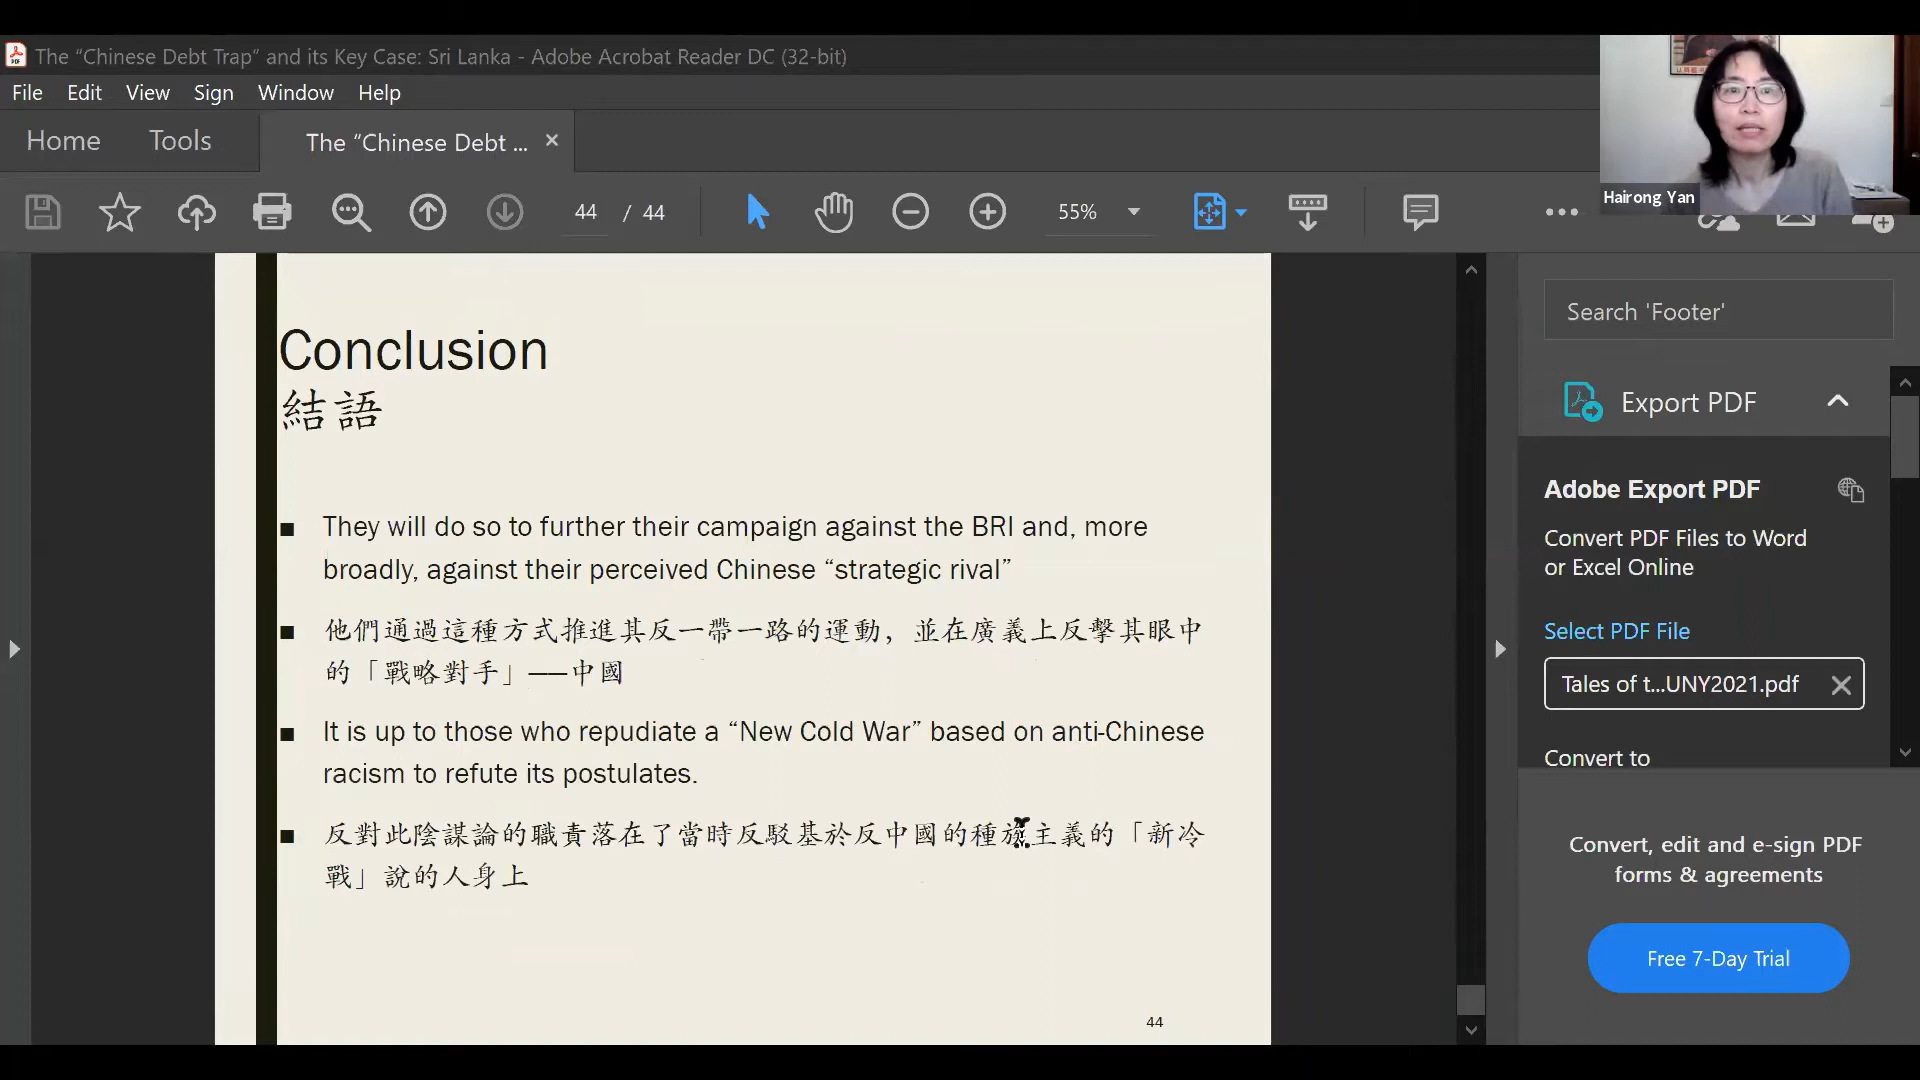 The “Chinese Debt Trap” and its Key Case: Sri Lanka - Adobe Acrobat Reader DC (32-bit)
File Edit View Sign Window Help
Home Tools The “Chinese Debt ...
44 / 44 55%
Hairong Yan
Conclusion
結語
■ They will do so to further their campaign against the BRI and, more
broadly, against their perceived Chinese “strategic rival”
■ 他們通過這種方式推進其反一帶一路的運動，並在廣義上反擊其眼中
的「戰略對手」——中國
■ It is up to those who repudiate a “New Cold War” based on anti-Chinese
racism to refute its postulates.
■ 反對此陰謀論的職責落在了當時反駁基於反中國的種族主義的「新冷
戰」說的人身上
44
Search 'Footer'
Export PDF
Adobe Export PDF
Convert PDF Files to Word
or Excel Online
Select PDF File
Tales of t...UNY2021.pdf
Convert to
Convert, edit and e-sign PDF
forms & agreements
Free 7-Day Trial